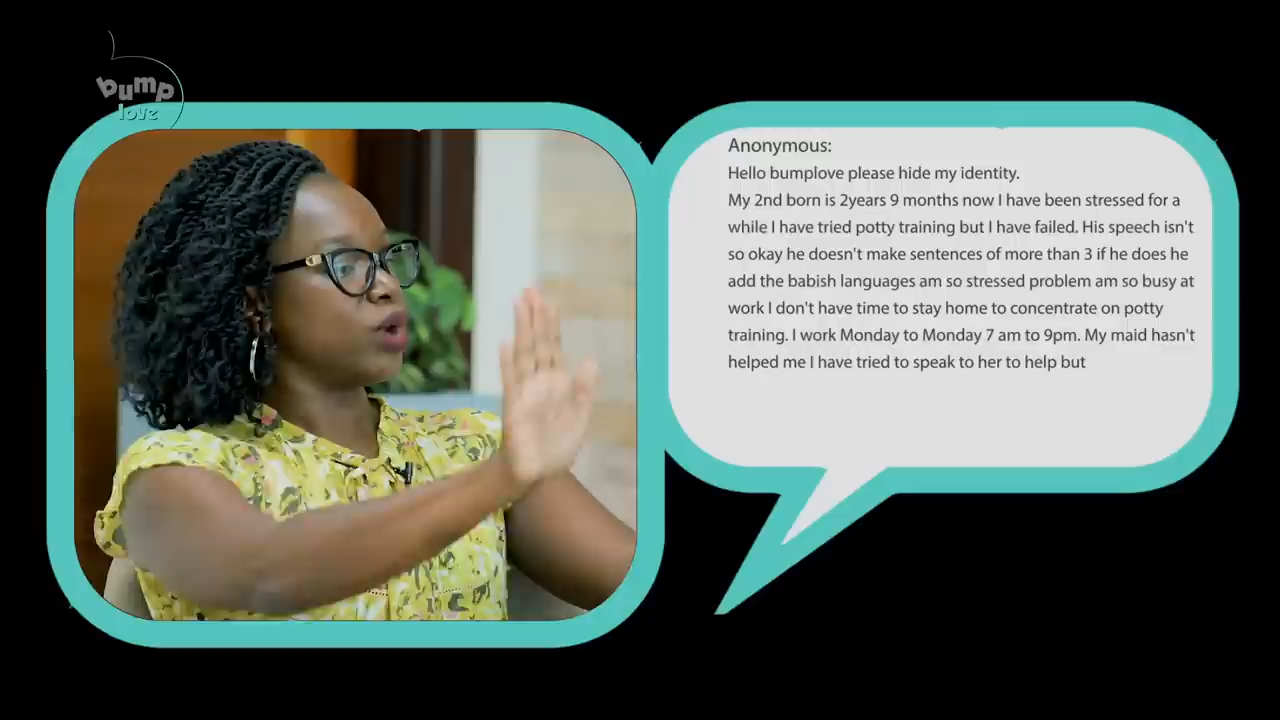 bump
love
Anonymous:
Hello bumplove please hide my identity.
My 2nd born is 2years 9 months now I have been stressed for a
while I have tried potty training but I have failed. His speech isn't
so okay he doesn't make sentences of more than 3 if he does he
add the babish languages am so stressed problem am so busy at
work I don't have time to stay home to concentrate on potty
training. I work Monday to Monday 7 am to 9pm. My maid hasn't
helped me I have tried to speak to her to help but